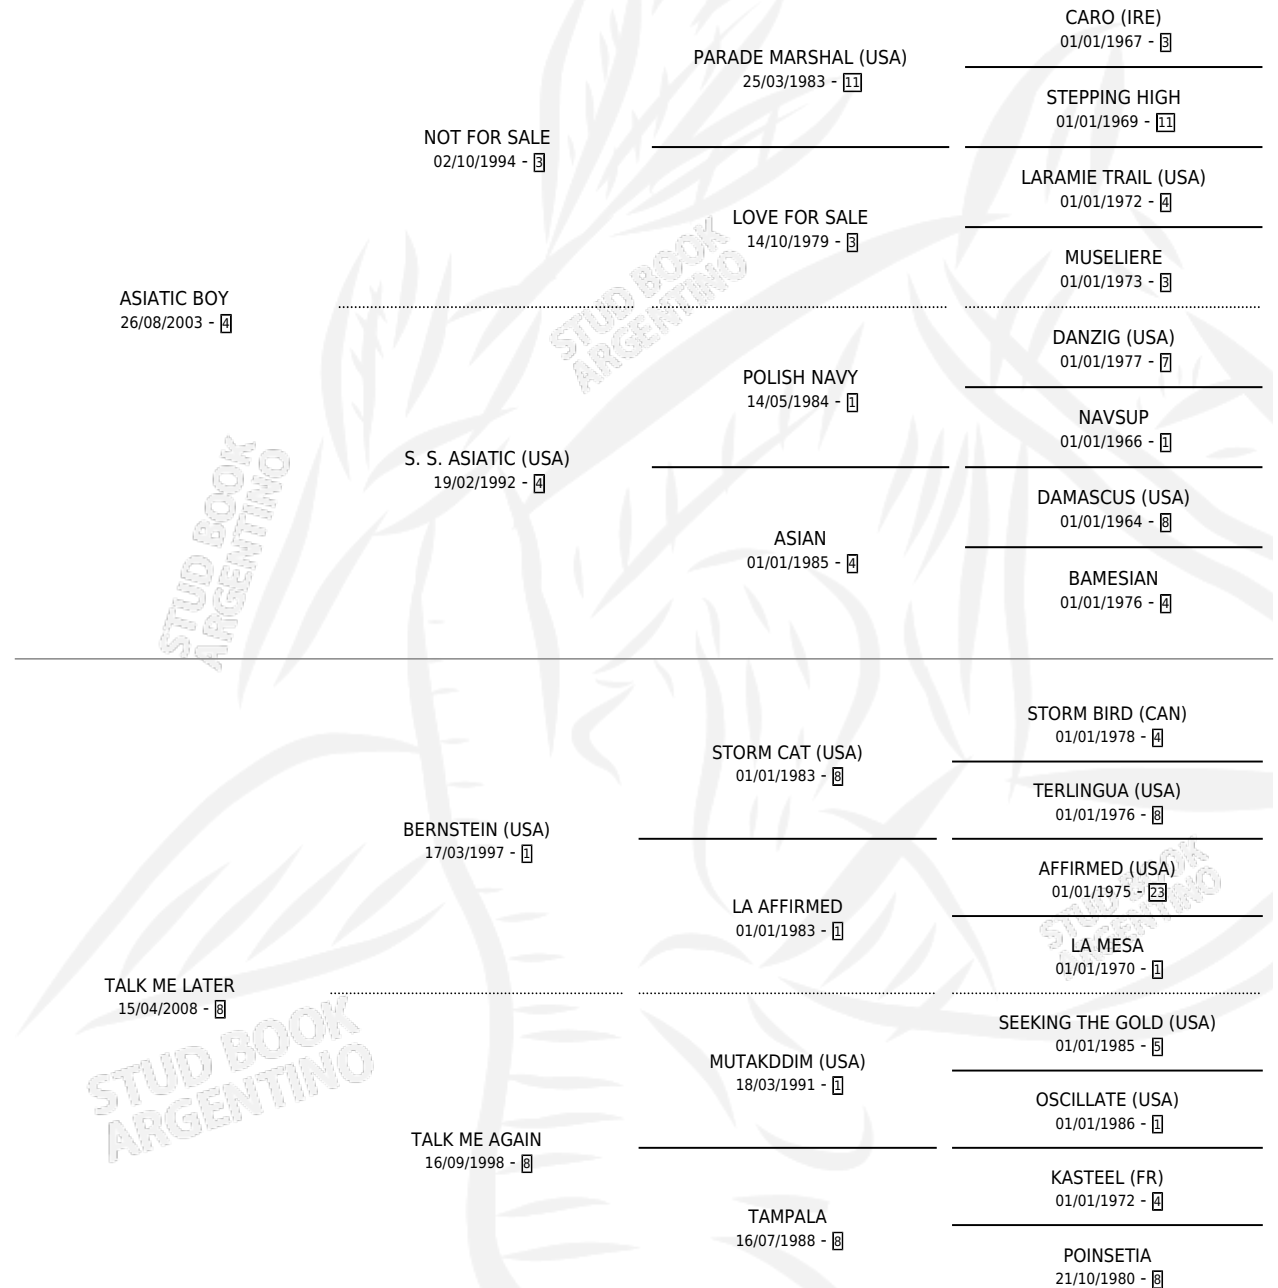 CARO (IRE)
01/01/1967 - 3
PARADE MARSHAL (USA)
25/03/1983 - 11
STEPPING HIGH
01/01/1969 - 11
NOT FOR SALE
02/10/1994 - 3
LARAMIE TRAIL (USA)
01/01/1972 - 4
LOVE FOR SALE
14/10/1979 - 3
MUSELIERE
01/01/1973 - 3
ASIATIC BOY
26/08/2003 - 4
DANZIG (USA)
01/01/1977 - 7
POLISH NAVY
14/05/1984 - 1
NAVSUP
01/01/1966 - 1
S. S. ASIATIC (USA)
19/02/1992 - 4
DAMASCUS (USA)
01/01/1964 - 8
ASIAN
01/01/1985 - 4
BAMESIAN
01/01/1976 - 4
STORM BIRD (CAN)
01/01/1978 - 4
STORM CAT (USA)
01/01/1983 - 8
TERLINGUA (USA)
01/01/1976 - 8
BERNSTEIN (USA)
17/03/1997 - 1
AFFIRMED (USA)
01/01/1975 - 23
LA AFFIRMED
01/01/1983 - 1
LA MESA
01/01/1970 - 1
TALK ME LATER
15/04/2008 - 8
SEEKING THE GOLD (USA)
01/01/1985 - 5
MUTAKDDIM (USA)
18/03/1991 - 1
OSCILLATE (USA)
01/01/1986 - 1
TALK ME AGAIN
16/09/1998 - 8
KASTEEL (FR)
01/01/1972 - 4
TAMPALA
16/07/1988 - 8
POINSETIA
21/10/1980 - 8
STUD BOOK
ARGENTINO
STUD BOOK
ARGENTINO
STUD BOOK
ARGENTINO
STUD BOOK
ARGENTINO